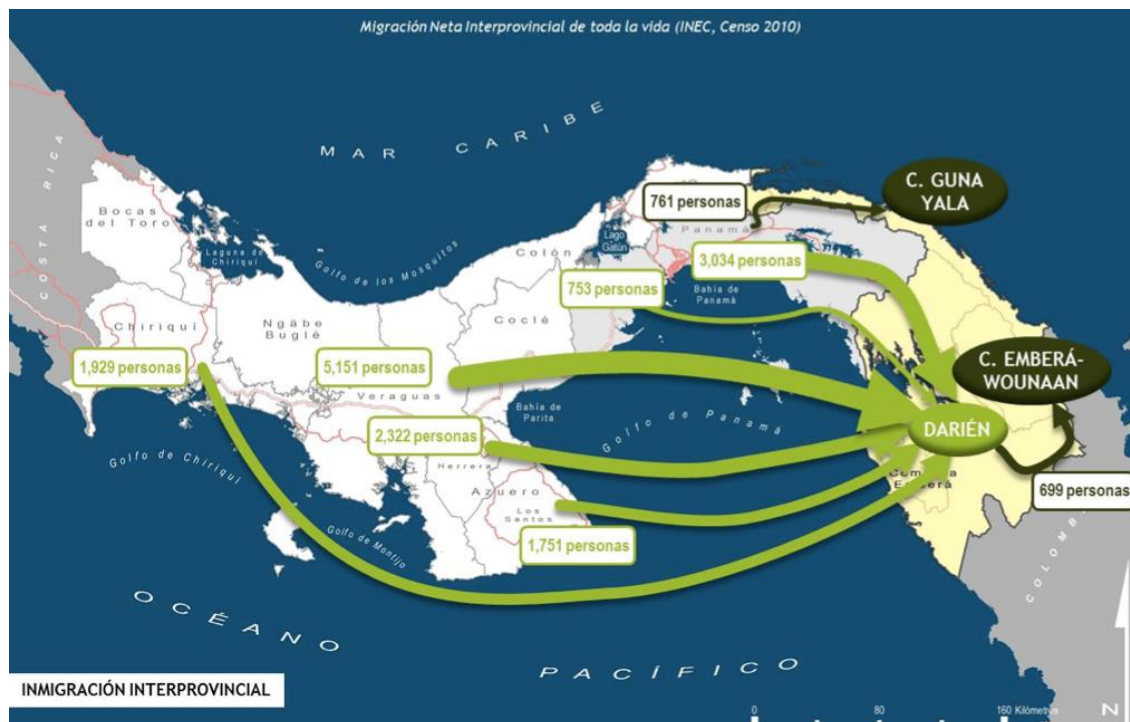 Migración Neta Interprovincial de toda la vida (INEC, Censo 2010)
MAR CARIBE
COSTA RICA
Bocas
del Toro
Laguna de
Chiriquí
Golfo de los Mosquitos
Colón
Lago
Gatún
761 personas
Panamá
C. GUNA
YALA
3,034 personas
753 personas
Bahía de
Panamá
Chiriquí
Ngäbe
Buglé
Coclé
1,929 personas
5,151 personas
Veraguas
C. EMBERÁ-
WOUNAAN
Bahía de
Parita
Golfo de Panamá
DARIÉN
2,322 personas
Golfo de Chiriquí
Herrera
Emberá
699 personas
Azuero
Los
Santos
Golfo de Montijo
1,751 personas
COLOMB
OCÉANO
PACÍFICO
INMIGRACIÓN INTERPROVINCIAL
0 80 160 Kilómetros
N